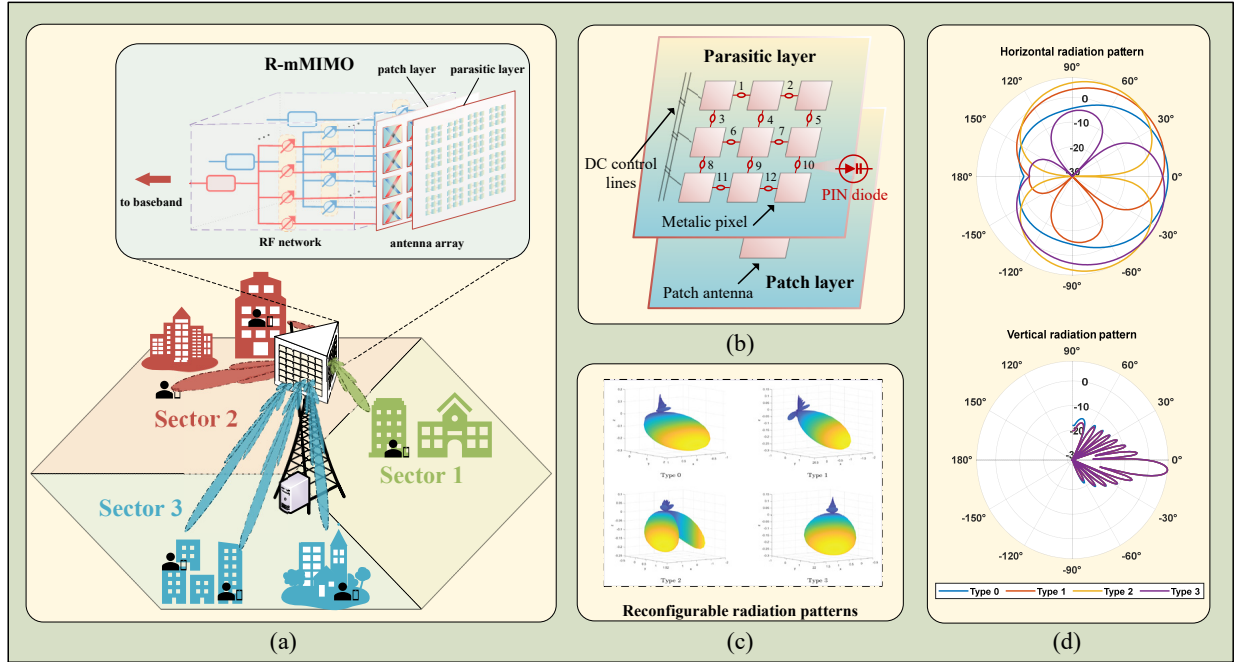 R-mMIMO
patch layer
parasitic layer
to baseband
RF network
antenna array
Sector 2
Sector 1
Sector 3
(a)
Parasitic layer
1
2
3
4
5
6
7
8
9
10
11
12
DC control
lines
PIN diode
Metalic pixel
Patch antenna
Patch layer
(b)
Type 0
Type 1
Type 2
Type 3
Reconfigurable radiation patterns
(c)
Horizontal radiation pattern
90°
120°
60°
0
-10
-20
-30
150°
30°
180°
0°
-150°
-30°
-120°
-60°
-90°
Vertical radiation pattern
90°
120°
60°
0
-10
-20
150°
30°
180°
0°
-150°
-30°
-120°
-60°
-90°
Type 0
Type 1
Type 2
Type 3
(d)